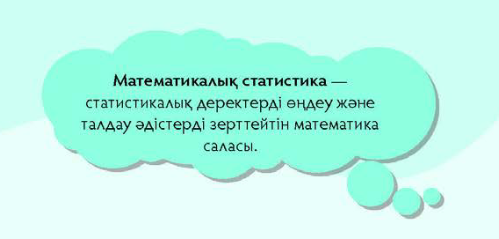 Математикалық статистика —
статистикалық деректерді өңдеу және
талдау әдістерді зерттейтін математика
саласы.